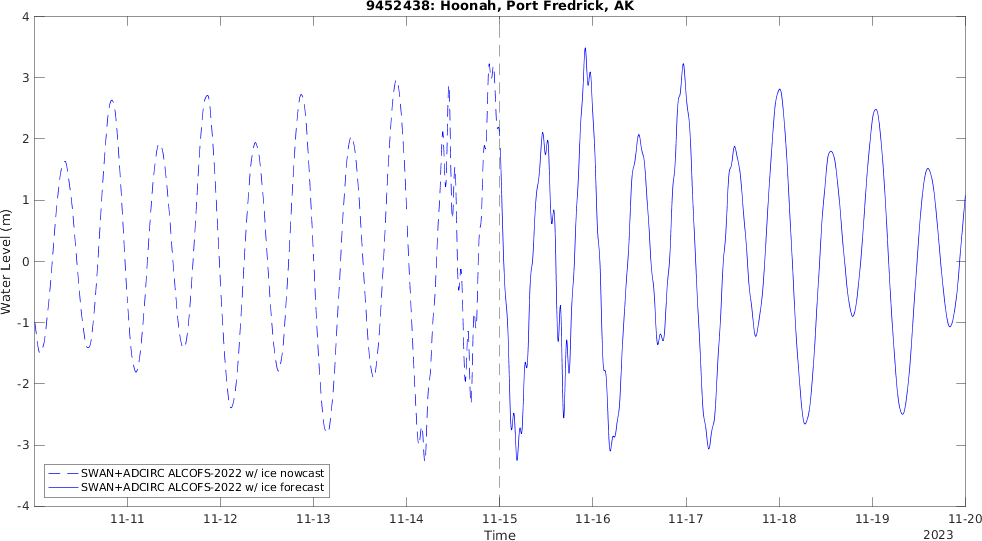 9452438: Hoonah, Port Fredrick, AK
4
3
2
1
0
-1
-2
-3
-4
Water Level (m)
SWAN+ADCIRC ALCOFS-2022 w/ ice nowcast
SWAN+ADCIRC ALCOFS-2022 w/ ice forecast
11-11 11-12 11-13 11-14 11-15 11-16 11-17 11-18 11-19 11-20
Time
2023